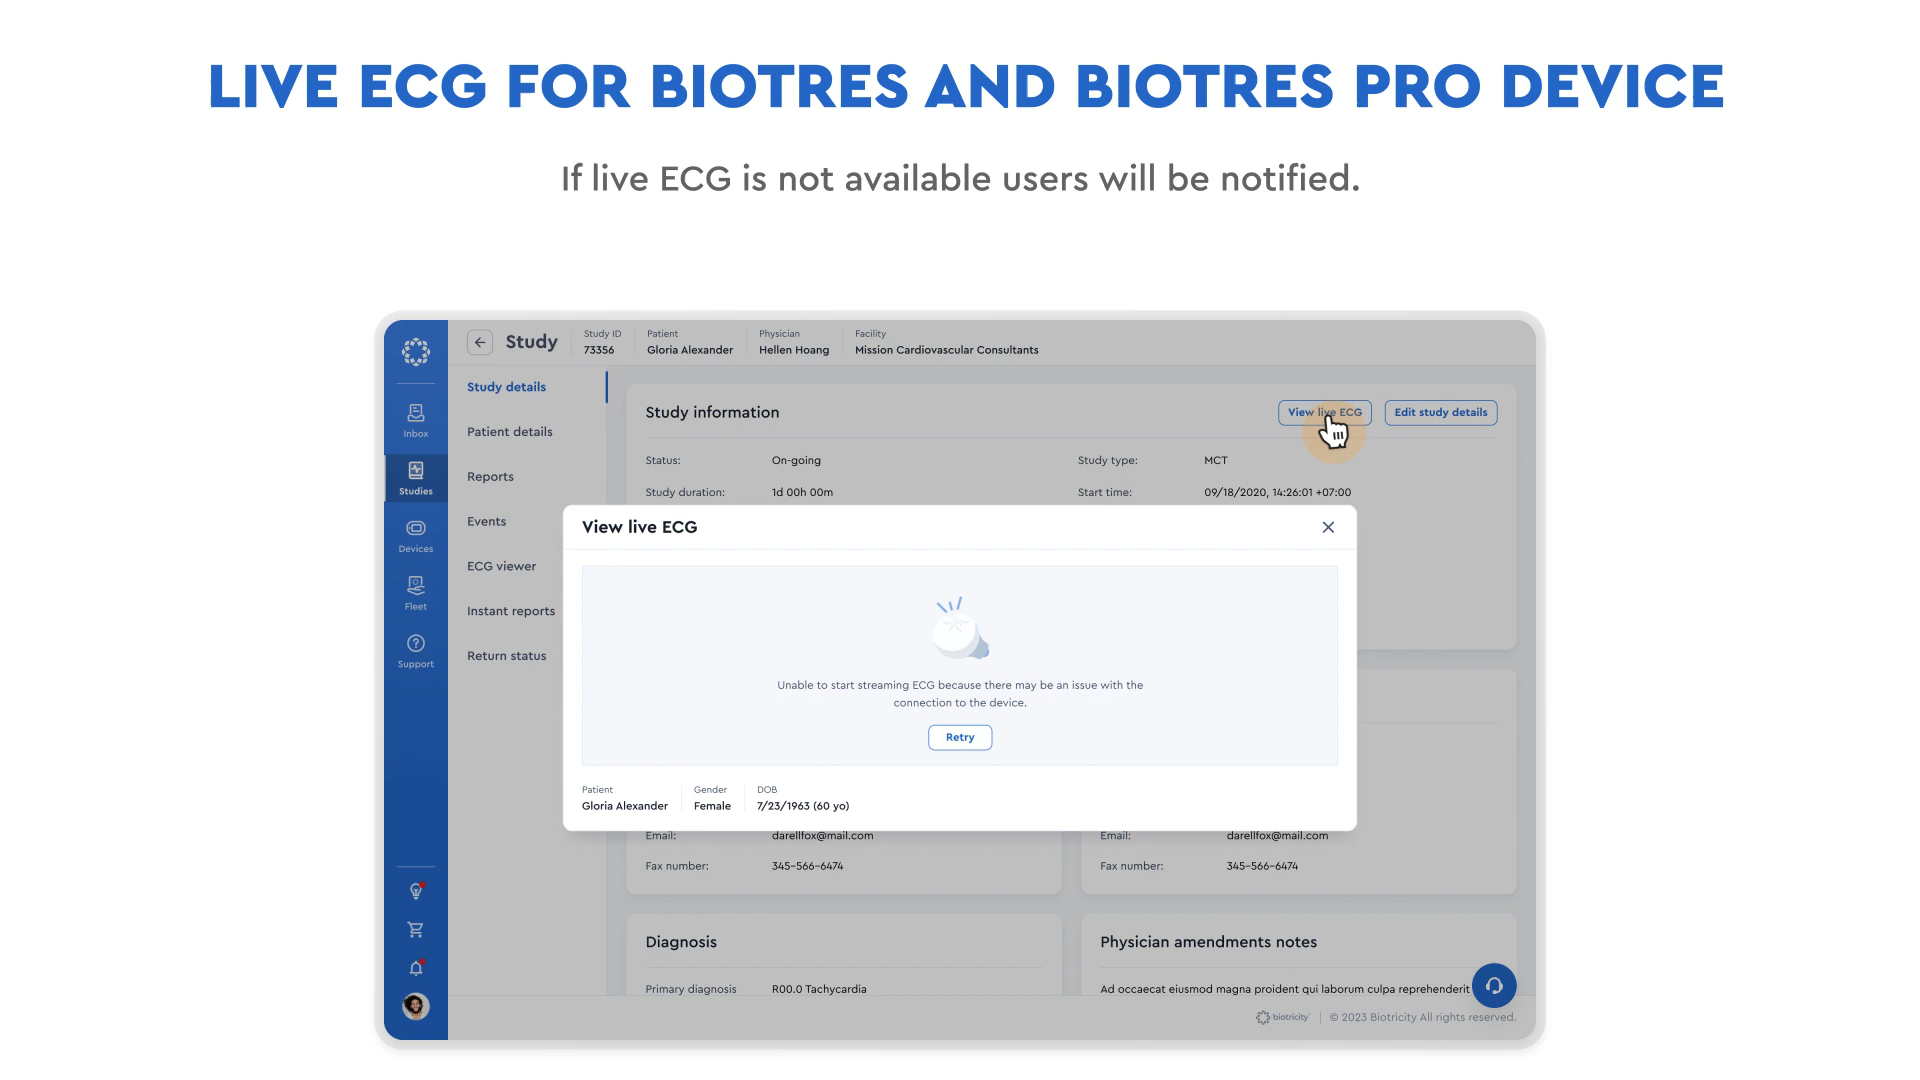 LIVE ECG FOR BIOTRES AND BIOTRES PRO DEVICE
If live ECG is not available users will be notified.
Study
Study ID
73356
Patient
Gloria Alexander
Physician
Hellen Hoang
Facility
Mission Cardiovascular Consultants
Inbox
Studies
Devices
Fleet
Support
Study details
Patient details
Reports
Events
ECG viewer
Instant reports
Return status
Study information
View live ECG
Edit study details
Status:
On-going
Study type:
MCT
Study duration:
1d 00h 00m
Start time:
09/18/2020, 14:26:01 +07:00
View live ECG
Unable to start streaming ECG because there may be an issue with the
connection to the device.
Retry
Patient
Gloria Alexander
Gender
Female
DOB
7/23/1963 (60 yo)
Email:
darellfox@mail.com
Fax number:
345-566-6474
Email:
darellfox@mail.com
Fax number:
345-566-6474
Diagnosis
Primary diagnosis
R00.0 Tachycardia
Physician amendments notes
Ad occaecat eiusmod magna proident qui laborum culpa reprehenderit
biotricity
© 2023 Biotricity All rights reserved.